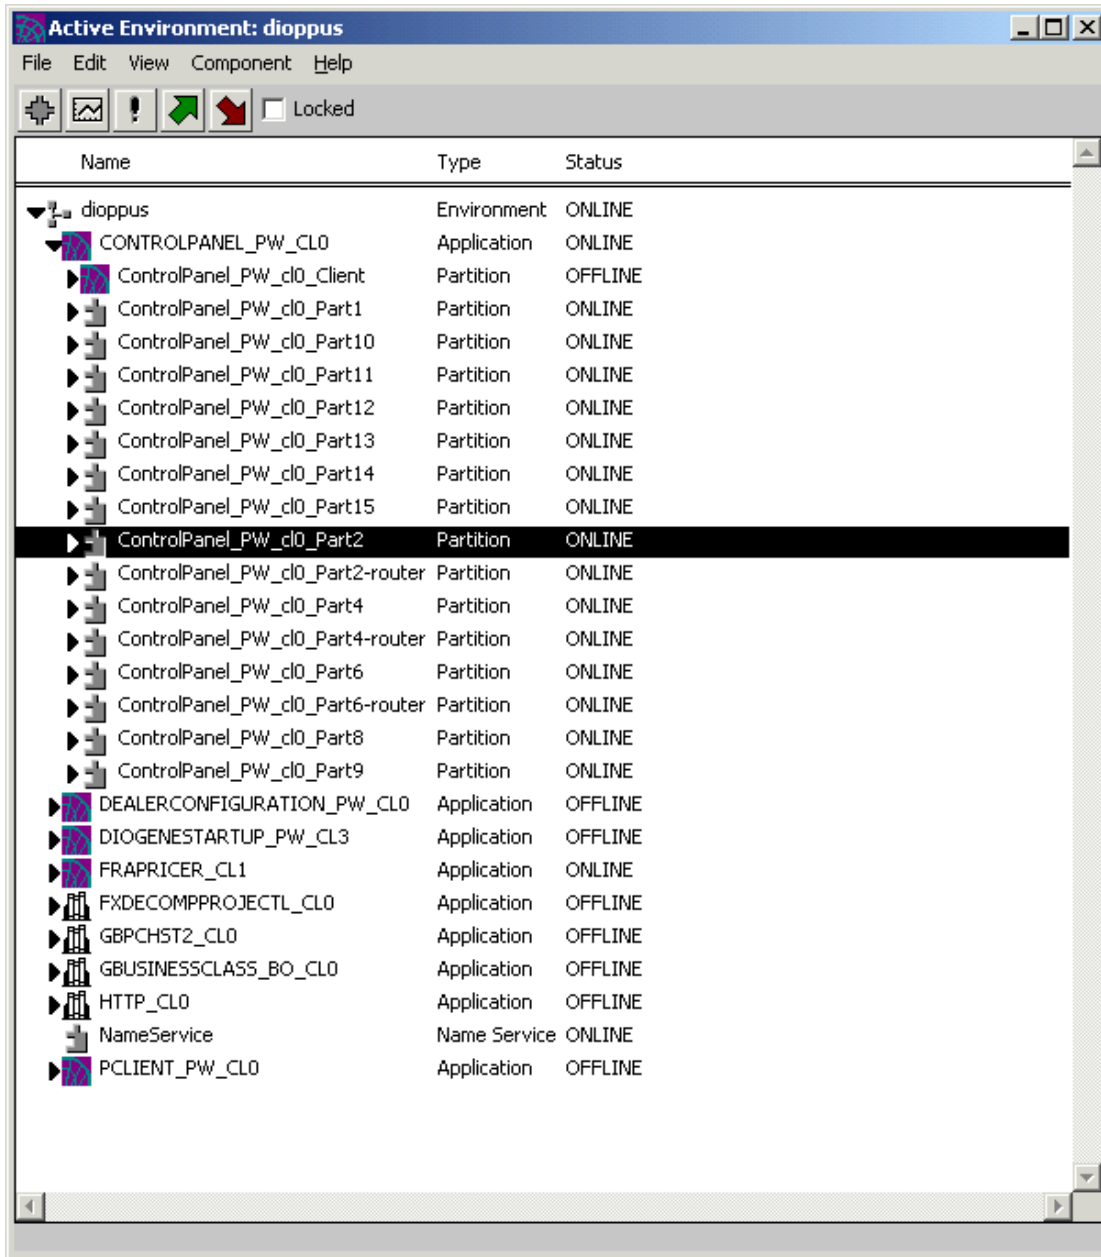 Active Environment: dioppus
File Edit View Component Help
Locked
Name Type Status
dioppus Environment ONLINE
CONTROLPANEL_PW_CL0 Application ONLINE
ControlPanel_PW_cl0_Client Partition OFFLINE
ControlPanel_PW_cl0_Part1 Partition ONLINE
ControlPanel_PW_cl0_Part10 Partition ONLINE
ControlPanel_PW_cl0_Part11 Partition ONLINE
ControlPanel_PW_cl0_Part12 Partition ONLINE
ControlPanel_PW_cl0_Part13 Partition ONLINE
ControlPanel_PW_cl0_Part14 Partition ONLINE
ControlPanel_PW_cl0_Part15 Partition ONLINE
ControlPanel_PW_cl0_Part2 Partition ONLINE
ControlPanel_PW_cl0_Part2-router Partition ONLINE
ControlPanel_PW_cl0_Part4 Partition ONLINE
ControlPanel_PW_cl0_Part4-router Partition ONLINE
ControlPanel_PW_cl0_Part6 Partition ONLINE
ControlPanel_PW_cl0_Part6-router Partition ONLINE
ControlPanel_PW_cl0_Part8 Partition ONLINE
ControlPanel_PW_cl0_Part9 Partition ONLINE
DEALERCONFIGURATION_PW_CL0 Application OFFLINE
DIOGENESTARTUP_PW_CL3 Application OFFLINE
FRAPRICER_CL1 Application ONLINE
FXDECOMPPROJECTL_CL0 Application OFFLINE
GBPCHST2_CL0 Application OFFLINE
GBUSINESSCLASS_BO_CL0 Application OFFLINE
HTTP_CL0 Application OFFLINE
NameService Name Service ONLINE
PCLIENT_PW_CL0 Application OFFLINE